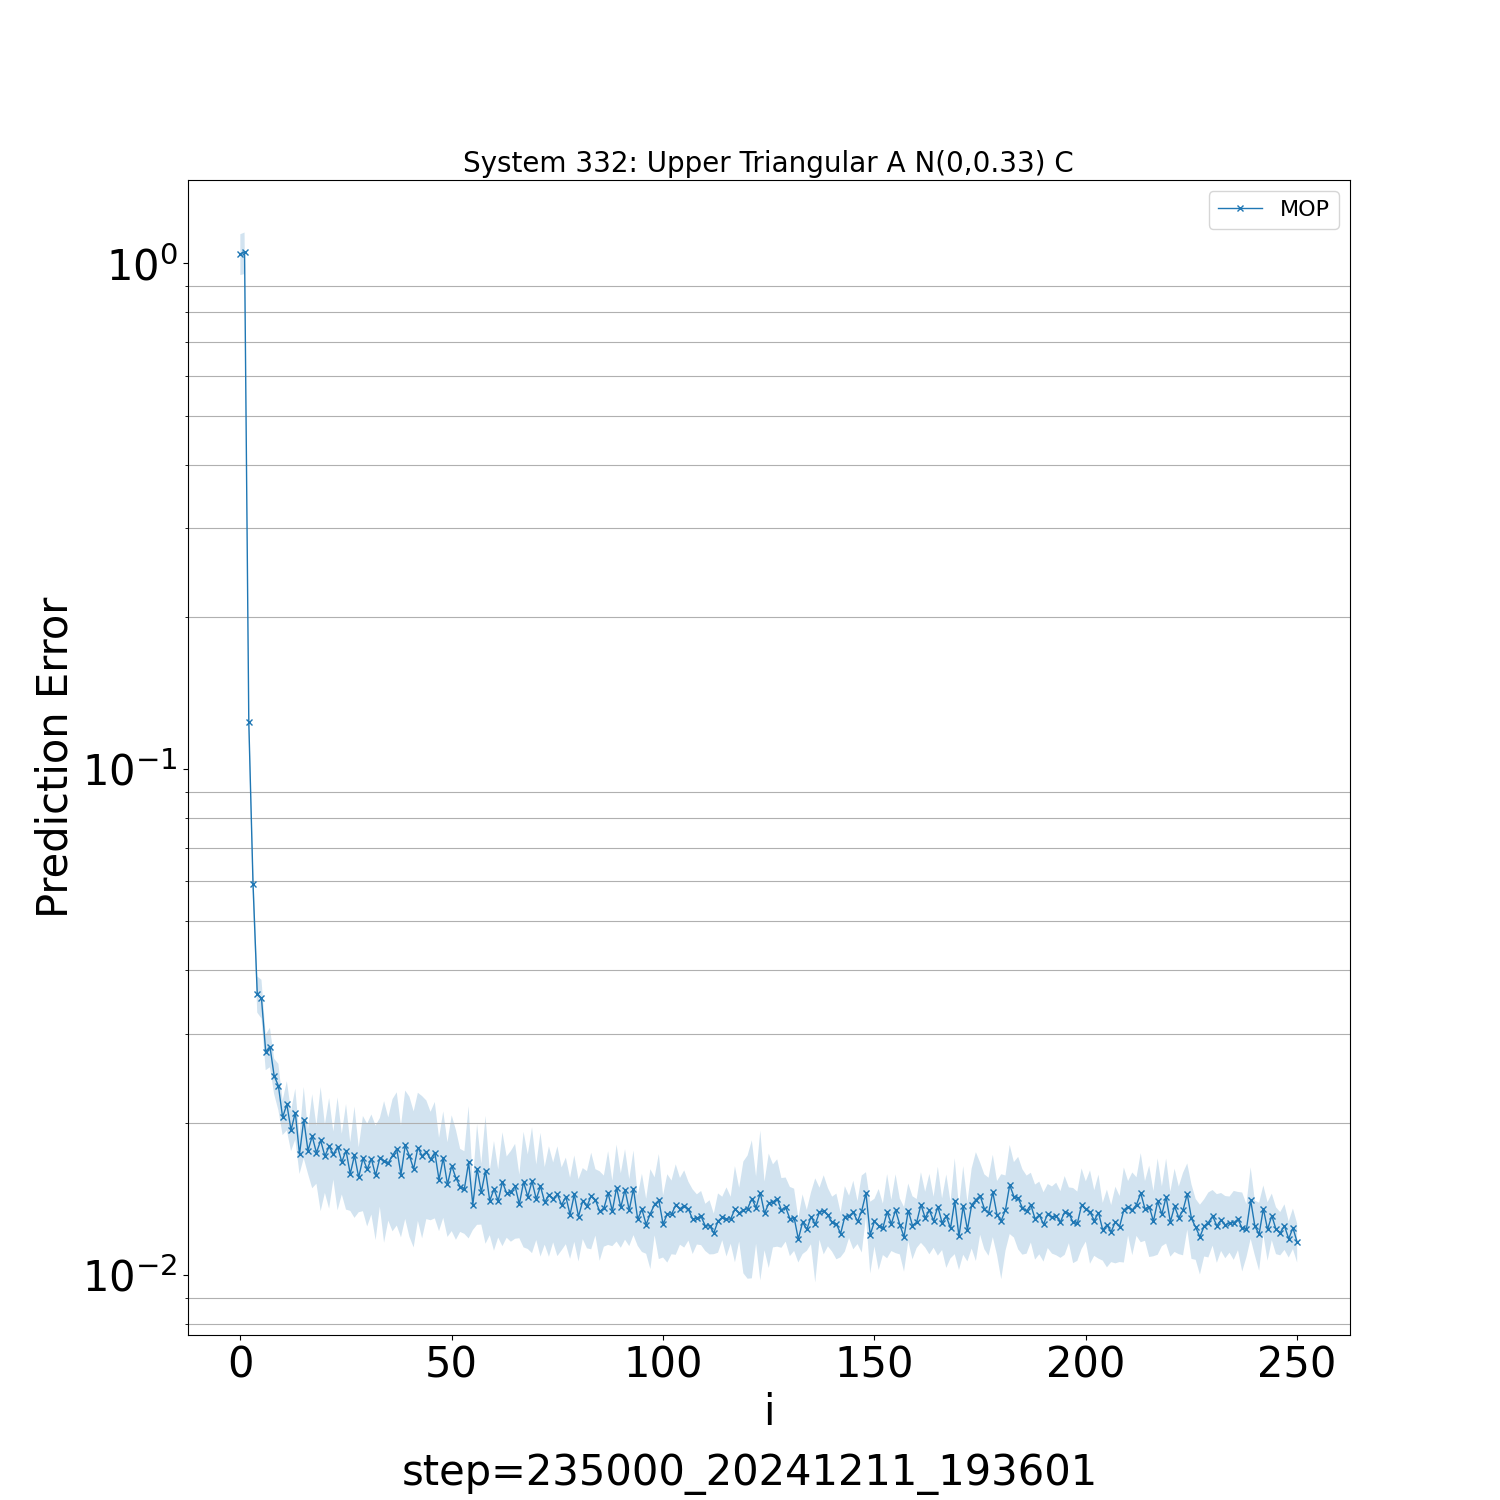 System 332: Upper Triangular A N(0,0.33) C
MOP
10⁰
10⁻¹
10⁻²
Prediction Error
0 50 100 150 200 250
i
step=235000_20241211_193601